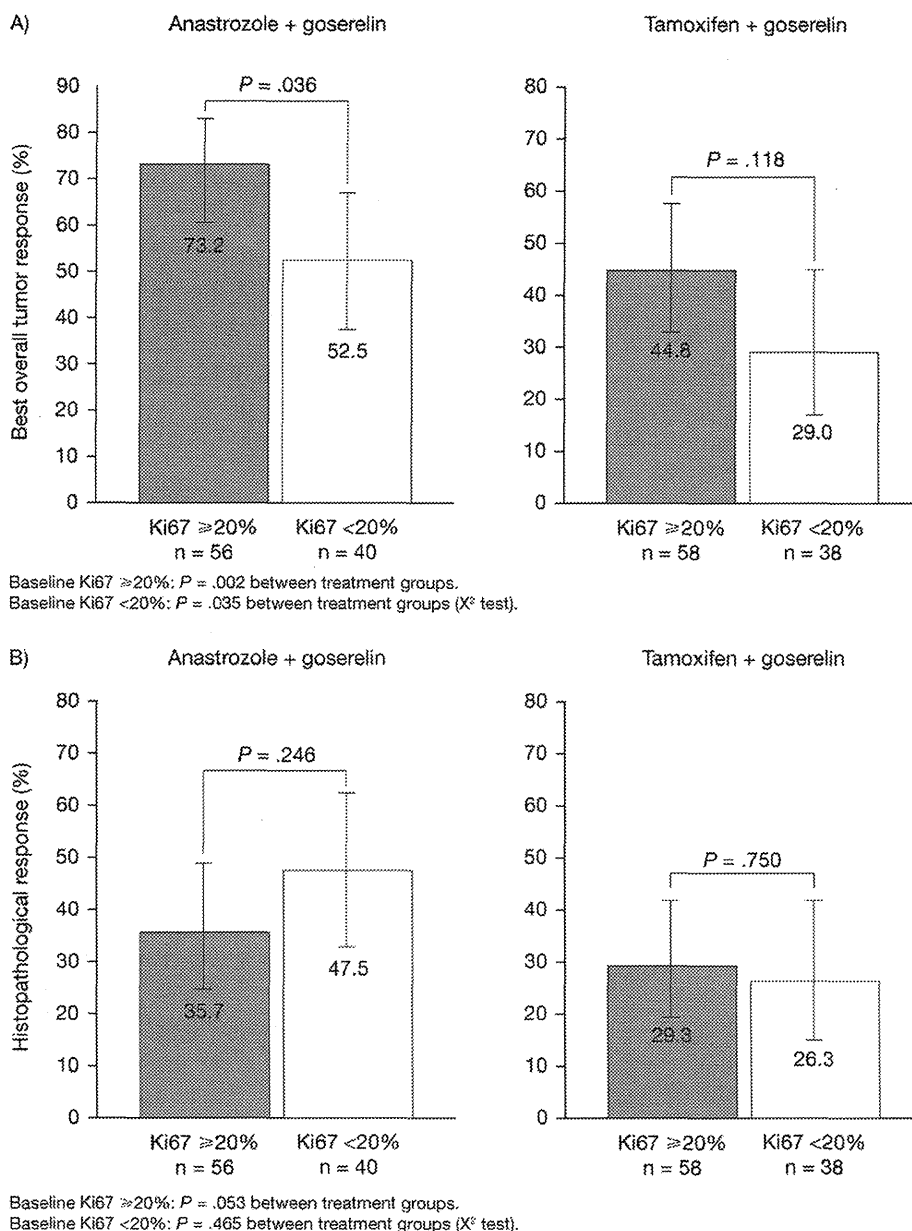 A)
Anastrozole + goserelin
Tamoxifen + goserelin
Best overall tumor response (%)
90
80
70
60
50
40
30
20
10
0
P = .036
73.2
52.5
Ki67 ⩾20%
n = 56
Ki67 <20%
n = 40
80
70
60
50
40
30
20
10
0
P = .118
44.8
29.0
Ki67 ⩾20%
n = 58
Ki67 <20%
n = 38
Baseline Ki67 ⩾20%: P = .002 between treatment groups.
Baseline Ki67 <20%: P = .035 between treatment groups (X² test).
B)
Anastrozole + goserelin
Tamoxifen + goserelin
Histopathological response (%)
80
70
60
50
40
30
20
10
0
P = .246
35.7
47.5
Ki67 ⩾20%
n = 56
Ki67 <20%
n = 40
80
70
60
50
40
30
20
10
0
P = .750
29.3
26.3
Ki67 ⩾20%
n = 58
Ki67 <20%
n = 38
Baseline Ki67 ⩾20%: P = .053 between treatment groups.
Baseline Ki67 <20%: P = .465 between treatment groups (X² test).